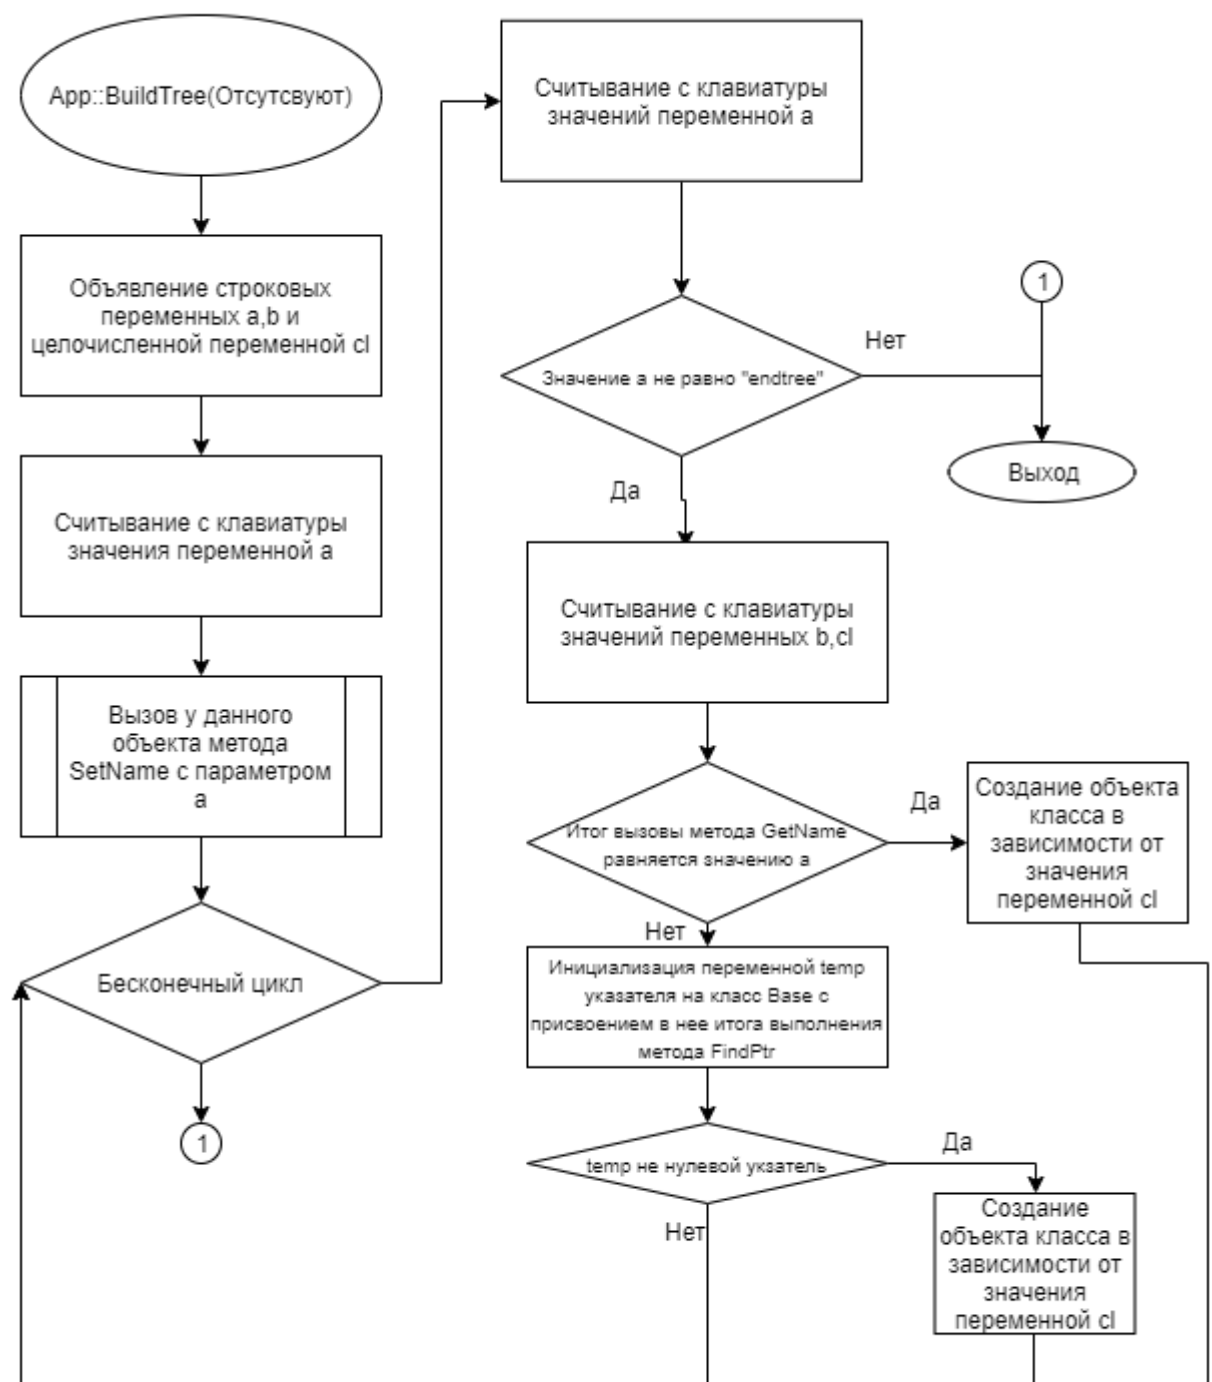 App::BuildTree(Отсутсвуют)
Объявление строковых
переменных a,b и
целочисленной переменной cl
Считывание с клавиатуры
значения переменной a
Вызов у данного
объекта метода
SetName с параметром
a
Бесконечный цикл
1
Считывание с клавиатуры
значений переменной a
Значение a не равно "endtree"
Нет
1
Выход
Да
Считывание с клавиатуры
значений переменных b,cl
Итог вызовы метода GetName
равняется значению a
Да
Создание объекта
класса в
зависимости от
значения
переменной cl
Нет
Инициализация переменной temp
указателя на класс Base с
присвоением в нее итога выполнения
метода FindPtr
temp не нулевой укзатель
Да
Создание
объекта класса в
зависимости от
значения
переменной cl
Нет